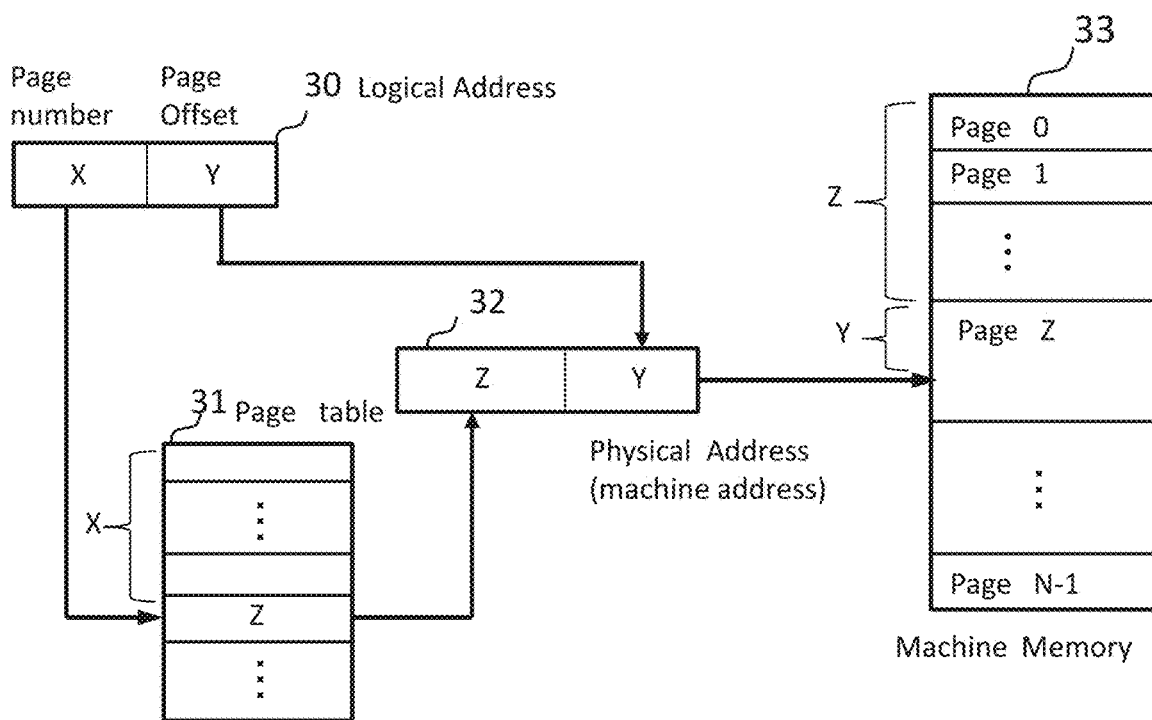 33
Page Page
number Offset
30 Logical Address
X Y
Page 0
Page 1
Z
⋮
32
Y
Page Z
Z Y
31 Page table
Physical Address
(machine address)
⋮
X
⋮
Z
Page N-1
⋮
Machine Memory